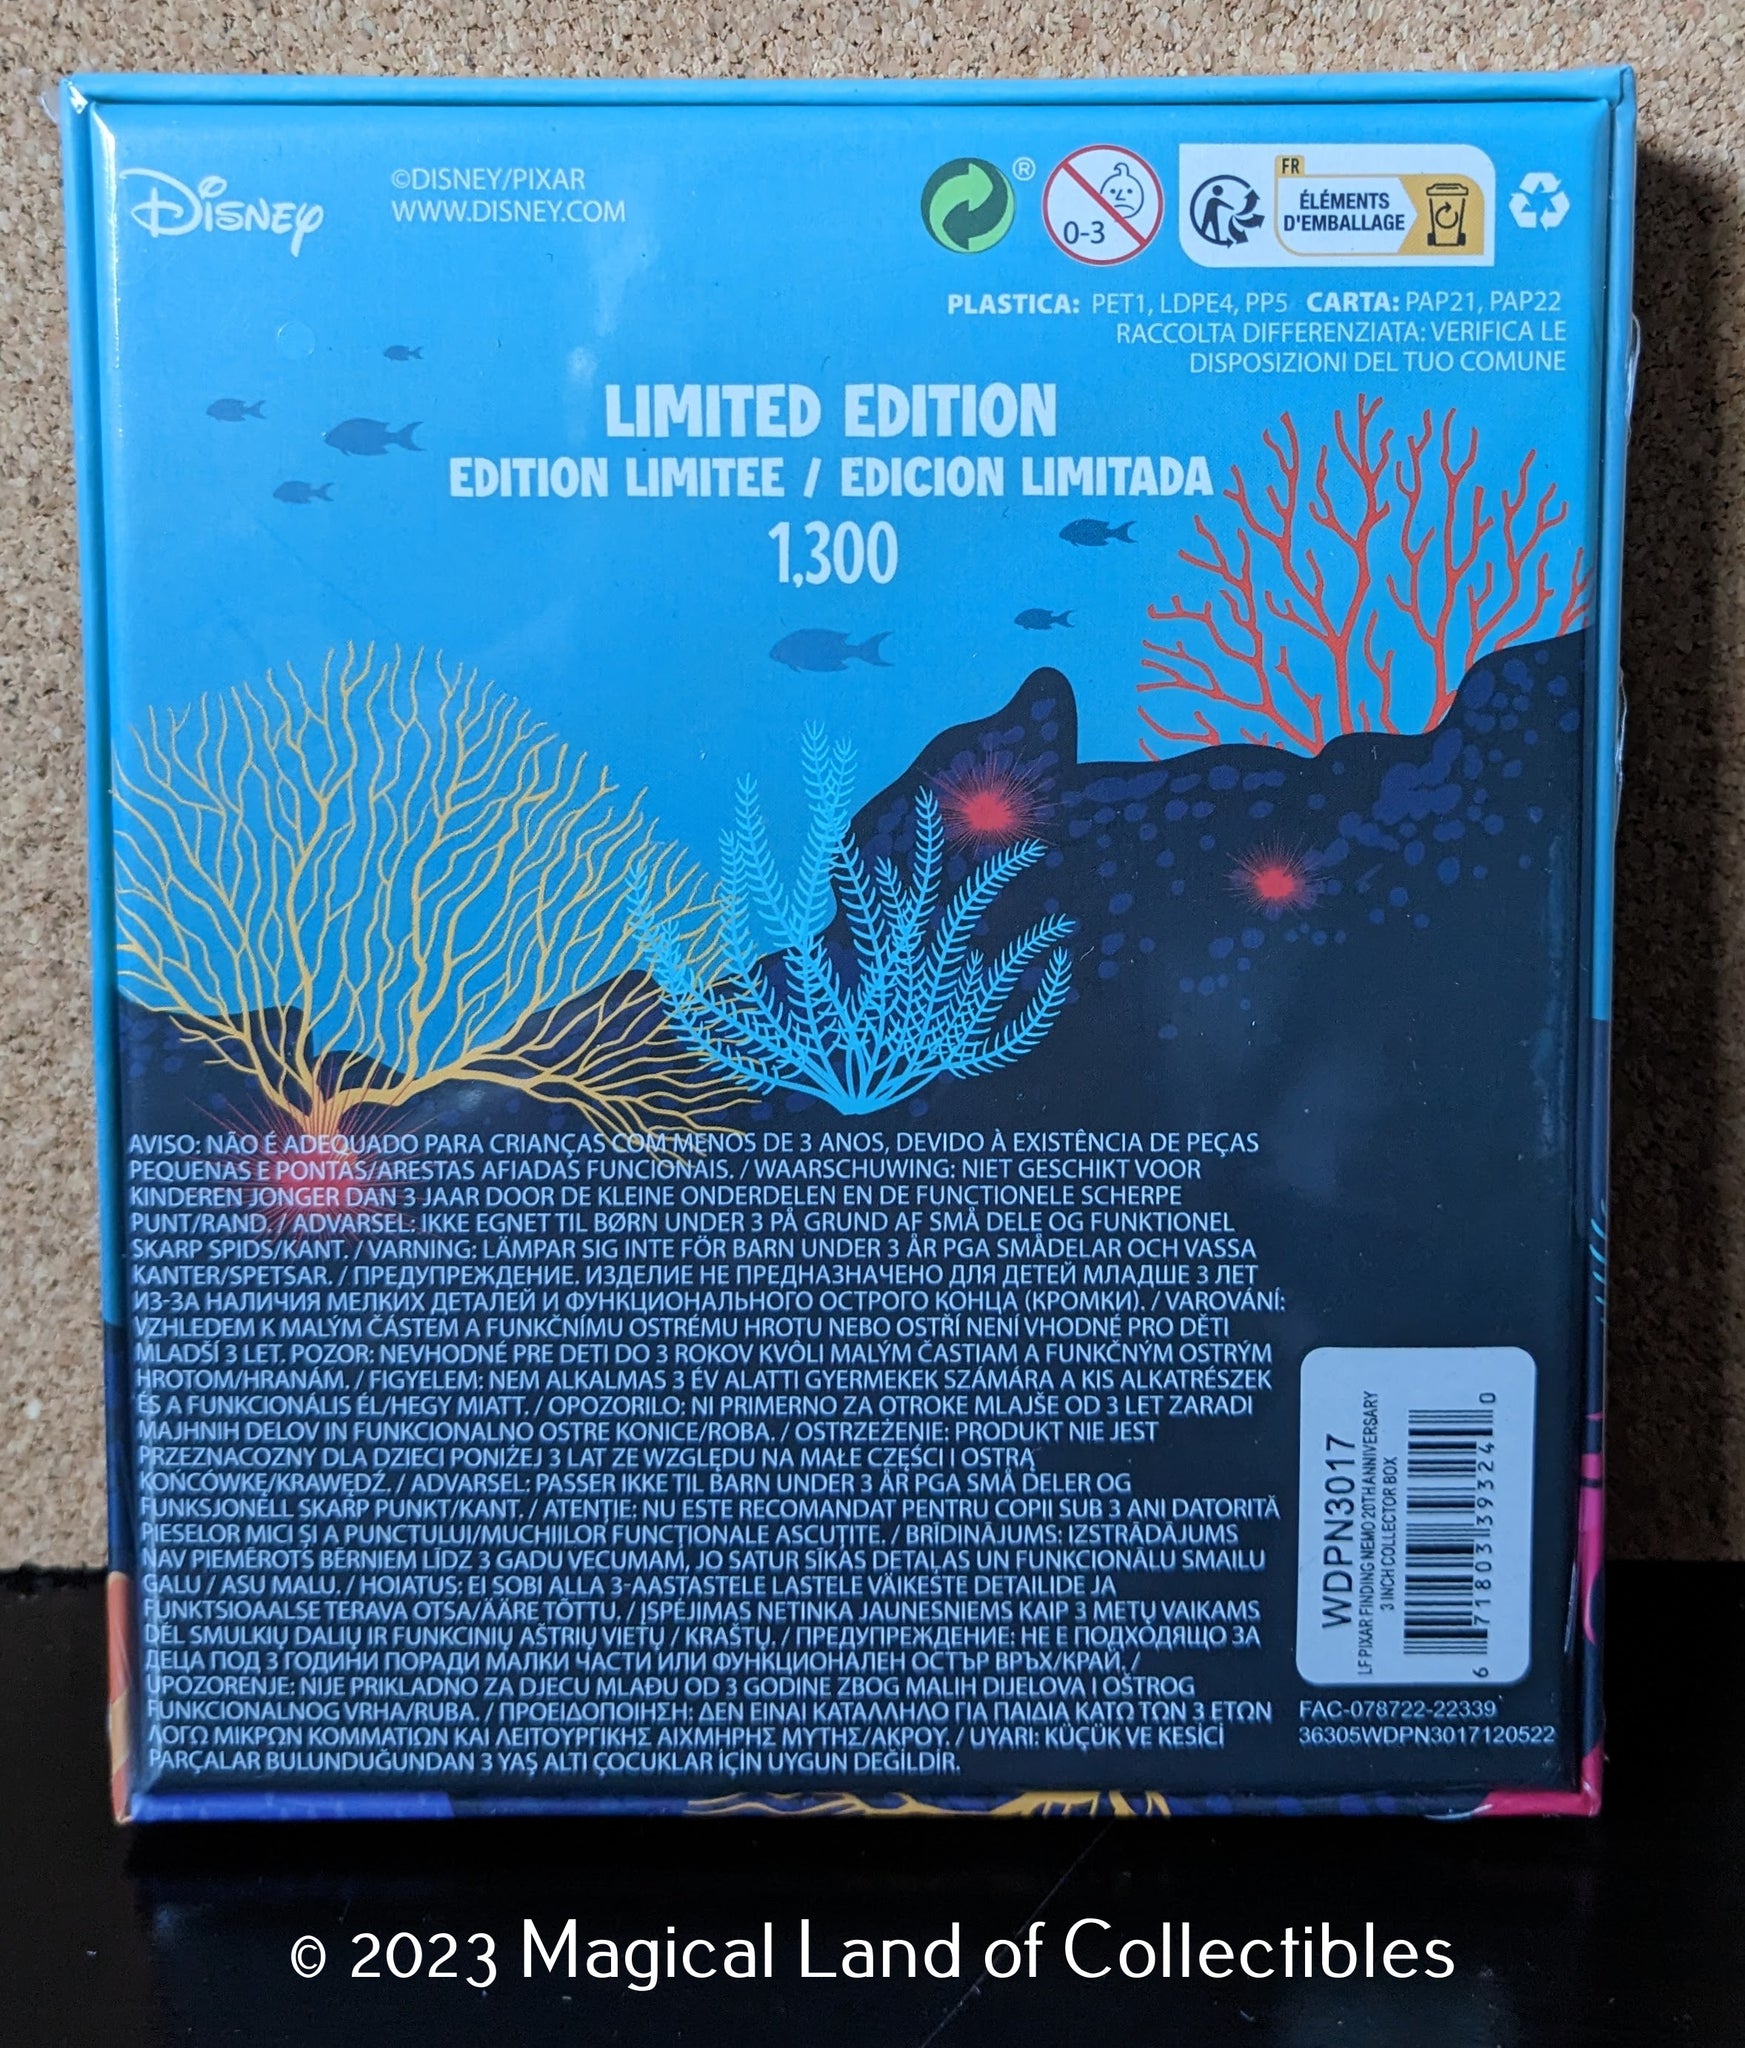 Disney
©DISNEY/PIXAR
WWW.DISNEY.COM
®
0-3
FR
ÉLÉMENTS
D'EMBALLAGE
PLASTICA: PET1, LDPE4, PP5 CARTA: PAP21, PAP22
RACCOLTA DIFFERENZIATA: VERIFICA LE
DISPOSIZIONI DEL TUO COMUNE
LIMITED EDITION
EDITION LIMITEE / EDICION LIMITADA
1,300
AVISO: NÃO É ADEQUADO PARA CRIANÇAS COM MENOS DE 3 ANOS, DEVIDO À EXISTÊNCIA DE PEÇAS
PEQUENAS E PONTAS/ARESTAS AFIADAS FUNCIONAIS. / WAARSCHUWING: NIET GESCHIKT VOOR
KINDEREN JONGER DAN 3 JAAR DOOR DE KLEINE ONDERDELEN EN DE FUNCTIONELE SCHERPE
PUNT/RAND. / ADVARSEL: IKKE EGNET TIL BØRN UNDER 3 PÅ GRUND AF SMÅ DELE OG FUNKTIONEL
SKARP SPIDS/KANT. / VARNING: LÄMPAR SIG INTE FÖR BARN UNDER 3 ÅR PGA SMÅDELAR OCH VASSA
KANTER/SPETSAR. / ПРЕДУПРЕЖДЕНИЕ. ИЗДЕЛИЕ НЕ ПРЕДНАЗНАЧЕНО ДЛЯ ДЕТЕЙ МЛАДШЕ 3 ЛЕТ
ИЗ-ЗА НАЛИЧИЯ МЕЛКИХ ДЕТАЛЕЙ И ФУНКЦИОНАЛЬНОГО ОСТРОГО КОНЦА (КРОМКИ). / VAROVÁNÍ:
VZHLEDEM K MALÝM ČÁSTEM A FUNKČNÍMU OSTRÉMU HROTU NEBO OSTŘÍ NENÍ VHODNÉ PRO DĚTI
MLADŠÍ 3 LET. POZOR: NEVHODNÉ PRE DETI DO 3 ROKOV KVÔLI MALÝM ČASTIAM A FUNKČNÝM OSTRÝM
HROTOM/HRANÁM. / FIGYELEM: NEM ALKALMAS 3 ÉV ALATTI GYERMEKEK SZÁMÁRA A KIS ALKATRÉSZEK
ÉS A FUNKCIONÁLIS ÉL/HEGY MIATT. / OPOZORILO: NI PRIMERNO ZA OTROKE MLAJŠE OD 3 LET ZARADI
MAJHNIH DELOV IN FUNKCIONALNO OSTRE KONICE/ROBA. / OSTRZEŻENIE: PRODUKT NIE JEST
PRZEZNACOZNY DLA DZIECI PONIŻEJ 3 LAT ZE WZGLĘDU NA MAŁE CZĘŚCI I OSTRĄ
KOŃCÓWKĘ/KRAWĘDŹ. / ADVARSEL: PASSER IKKE TIL BARN UNDER 3 ÅR PGA SMÅ DELER OG
FUNKSJONELL SKARP PUNKT/KANT. / ATENȚIE: NU ESTE RECOMANDAT PENTRU COPII SUB 3 ANI DATORITĂ
PIESELOR MICI ȘI A PUNCTULUI/MUCHIILOR FUNCȚIONALE ASCUȚITE. / BRĪDINĀJUMS: IZSTRĀDĀJUMS
NAV PIEMĒROTS BĒRNIEM LĪDZ 3 GADU VECUMAM, JO SATUR SĪKAS DETAĻAS UN FUNKCIONĀLU SMAILU
GALU / ASU MALU. / HOIATUS: EI SOBI ALLA 3-AASTASTELE LASTELE VÄIKESTE DETAILIDE JA
FUNKTSIOAALSE TERAVA OTSA/ÄÄRE TÕTTU. / ĮSPĖJIMAS NETINKA JAUNESNIEMS KAIP 3 METŲ VAIKAMS
DĖL SMULKIŲ DALIŲ IR FUNKCINIŲ AŠTRIŲ VIETŲ / KRAŠTŲ. / ПРЕДУПРЕЖДЕНИЕ: НЕ Е ПОДХОДЯЩО ЗА
ДЕЦА ПОД 3 ГОДИНИ ПОРАДИ МАЛКИ ЧАСТИ ИЛИ ФУНКЦИОНАЛЕН ОСТЪР ВРЪХ/КРАЙ. /
UPOZORENJE: NIJE PRIKLADNO ZA DJECU MLAĐU OD 3 GODINE ZBOG MALIH DIJELOVA I OŠTROG
FUNKCIONALNOG VRHA/RUBA. / ΠΡΟΕΙΔΟΠΟΙΗΣΗ: ΔΕΝ ΕΙΝΑΙ ΚΑΤΑΛΛΗΛΟ ΓΙΑ ΠΑΙΔΙΑ ΚΑΤΩ ΤΩΝ 3 ΕΤΩΝ
ΛΟΓΩ ΜΙΚΡΩΝ ΚΟΜΜΑΤΙΩΝ ΚΑΙ ΛΕΙΤΟΥΡΓΙΚΗΣ ΑΙΧΜΗΡΗΣ ΜΥΤΗΣ/ΑΚΡΟΥ. / UYARI: KÜÇÜK VE KESİCİ
PARÇALAR BULUNDUĞUNDAN 3 YAŞ ALTI ÇOCUKLAR İÇİN UYGUN DEĞİLDİR.
WDPN3017
LF PIXAR FINDING NEMO 20TH ANNIVERSARY
3 INCH COLLECTOR BOX
6 71803 39324 0
FAC-078722-22339
36305WDPN3017120522
© 2023 Magical Land of Collectibles